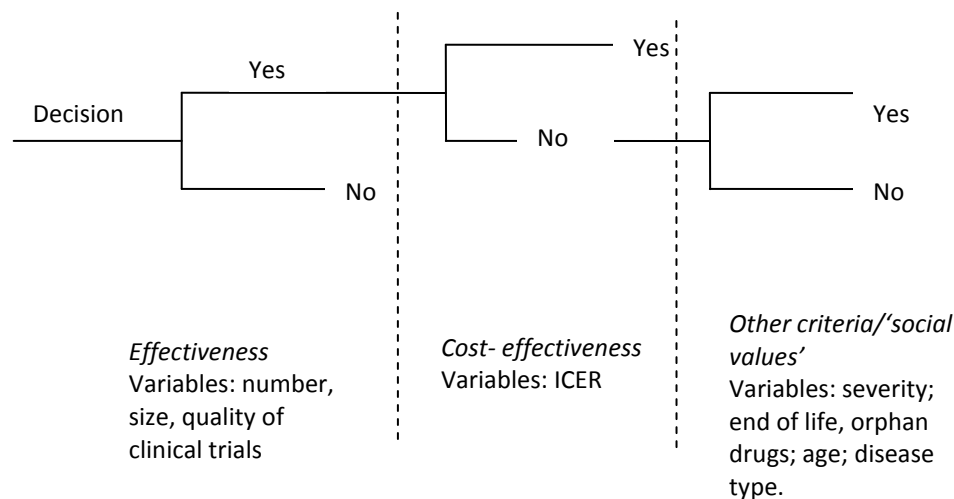 Yes
Yes
Decision
Yes
No
No
No
Effectiveness
Variables: number,
size, quality of
clinical trials
Cost- effectiveness
Variables: ICER
Other criteria/‘social
values’
Variables: severity;
end of life, orphan
drugs; age; disease
type.